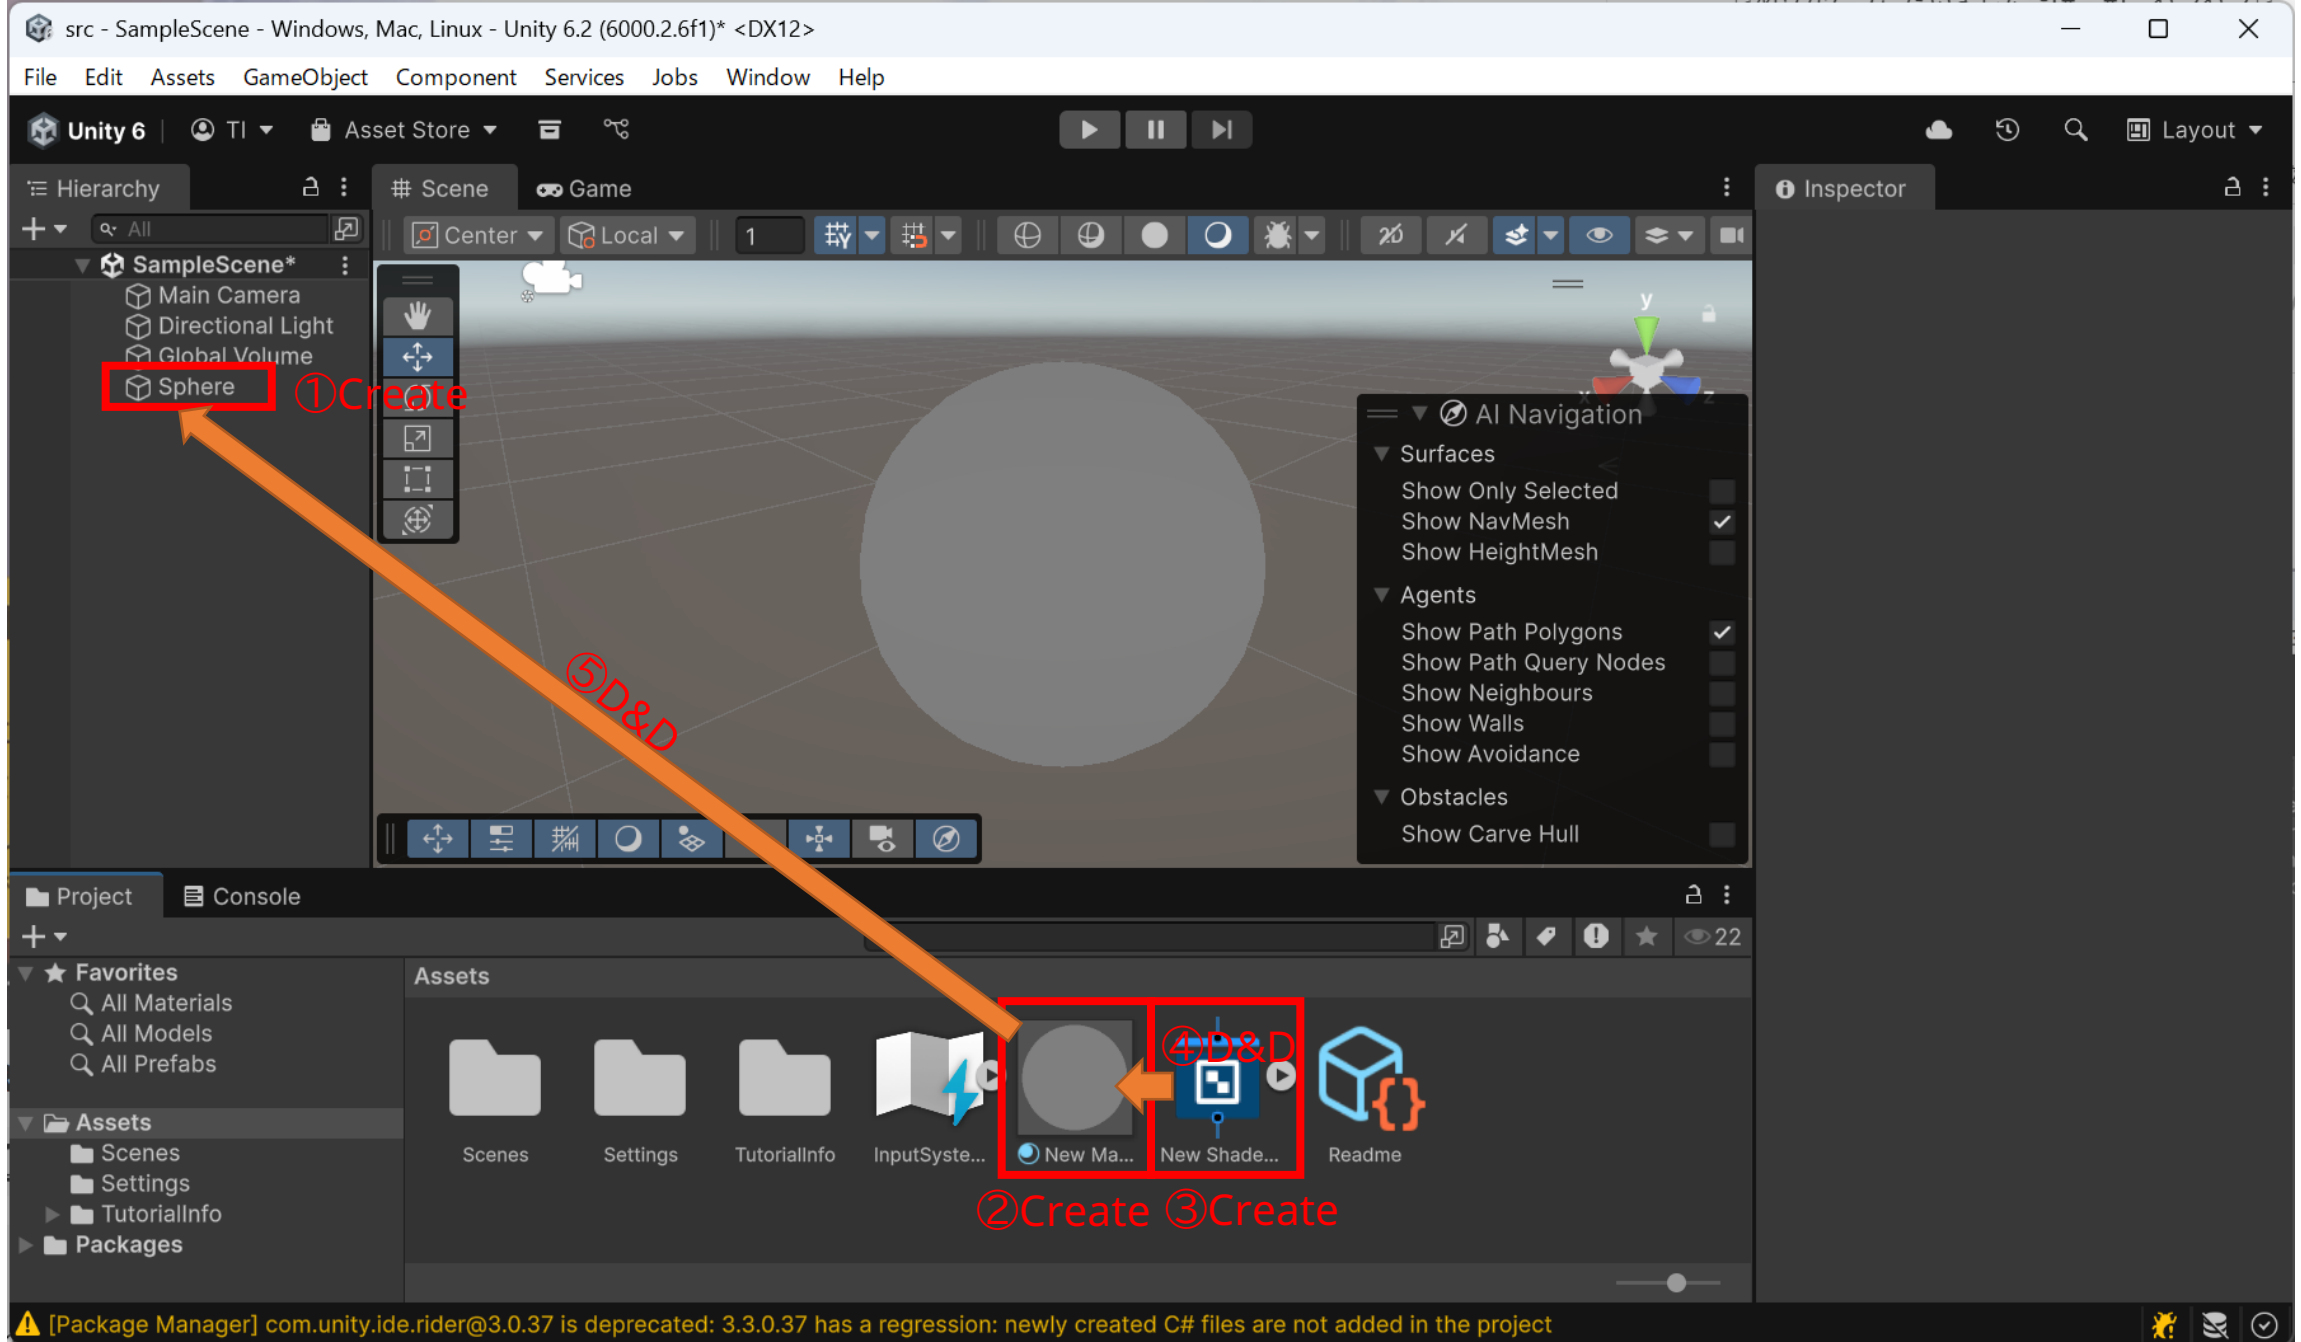 src - SampleScene - Windows, Mac, Linux - Unity 6.2 (6000.2.6f1)* <DX12>
File Edit Assets GameObject Component Services Jobs Window Help
Unity 6 TI Asset Store Layout
Hierarchy
Scene Game
Inspector
All
Center Local 1 2D
SampleScene*
Main Camera
Directional Light
Global Volume
Sphere
①Create
y
x z
AI Navigation
Surfaces
Show Only Selected
Show NavMesh
Show HeightMesh
Agents
Show Path Polygons
Show Path Query Nodes
Show Neighbours
Show Walls
Show Avoidance
Obstacles
Show Carve Hull
⑤D&D
Project Console
22
Favorites
All Materials
All Models
All Prefabs
Assets
Scenes
Settings
TutorialInfo
Packages
Assets
④D&D
Scenes Settings TutorialInfo InputSyste... New Ma... New Shade... Readme
②Create ③Create
[Package Manager] com.unity.ide.rider@3.0.37 is deprecated: 3.3.0.37 has a regression: newly created C# files are not added in the project